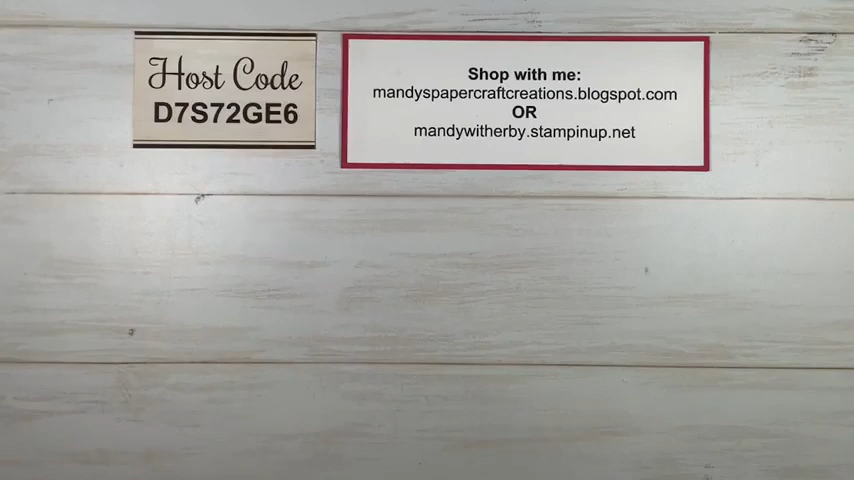 Host Code
D7S72GE6
Shop with me:
mandyspapercraftcreations.blogspot.com
OR
mandywitherby.stampinup.net